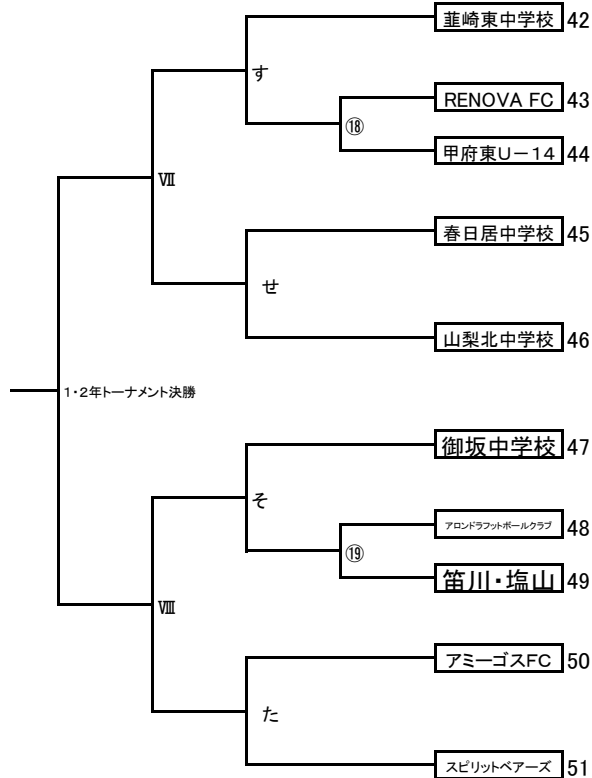 韮崎東中学校 42
す
RENOVA FC 43
⑱
甲府東U－14 44
Ⅶ
春日居中学校 45
せ
山梨北中学校 46
1・2年トーナメント決勝
御坂中学校 47
そ
アロンドラフットボールクラブ 48
⑲
笛川・塩山 49
Ⅷ
アミーゴスFC 50
た
スピリットベアーズ 51